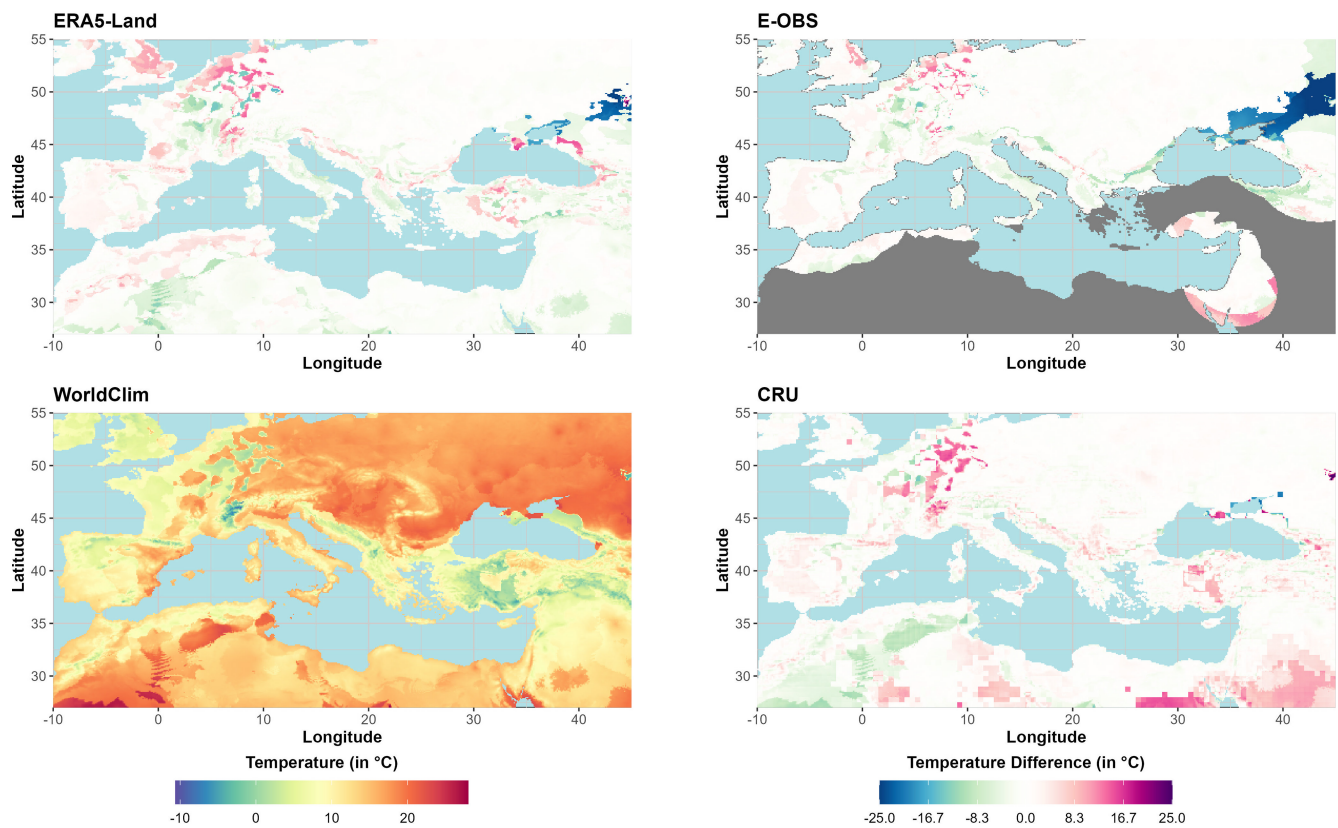 ERA5-Land
E-OBS
55
50
45
40
35
30
Latitude
-10 0 10 20 30 40
Longitude
55
50
45
40
35
30
Latitude
-10 0 10 20 30 40
Longitude
WorldClim
CRU
55
50
45
40
35
30
Latitude
-10 0 10 20 30 40
Longitude
55
50
45
40
35
30
Latitude
-10 0 10 20 30 40
Longitude
Temperature (in °C)
-10 0 10 20
Temperature Difference (in °C)
-25.0 -16.7 -8.3 0.0 8.3 16.7 25.0